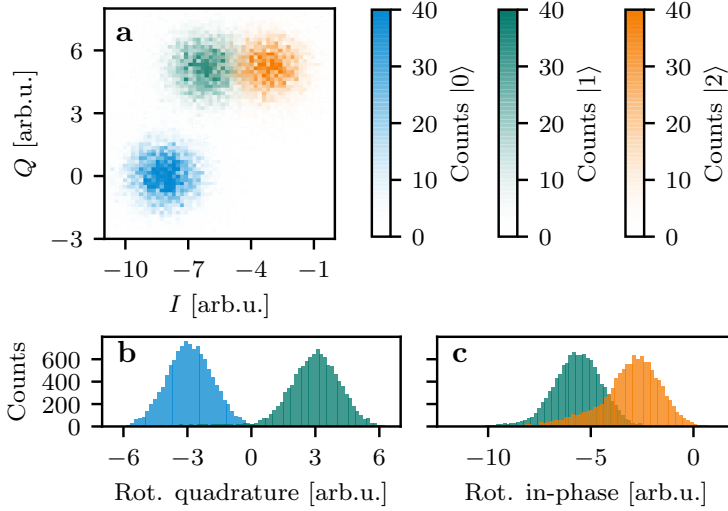 a
6
3
0
−3
Q [arb.u.]
−10 −7 −4 −1
I [arb.u.]
40
30
20
10
0
Counts |0⟩
40
30
20
10
0
Counts |1⟩
40
30
20
10
0
Counts |2⟩
b
600
400
200
0
Counts
−6 −3 0 3 6
Rot. quadrature [arb.u.]
c
−10 −5 0
Rot. in-phase [arb.u.]